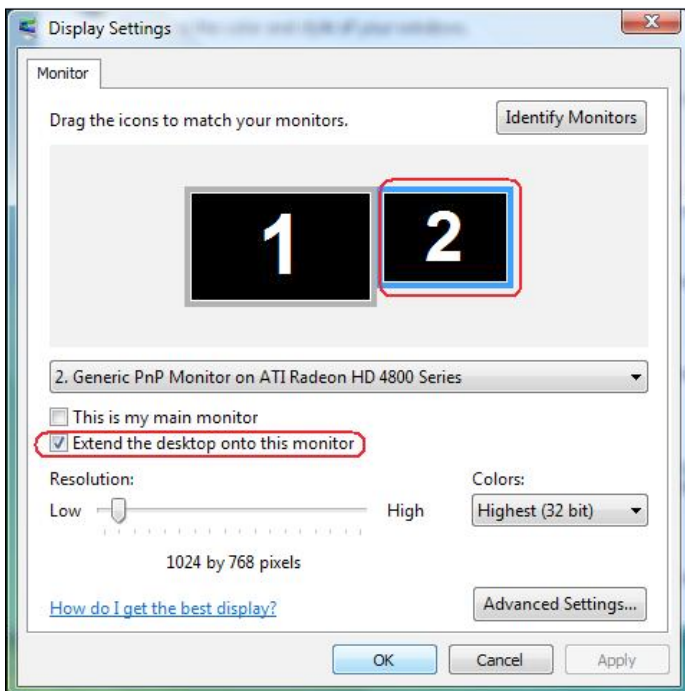 Display Settings
Monitor
Drag the icons to match your monitors.
Identify Monitors
1
2
2. Generic PnP Monitor on ATI Radeon HD 4800 Series
This is my main monitor
Extend the desktop onto this monitor
Resolution:
Colors:
Low
High
Highest (32 bit)
1024 by 768 pixels
How do I get the best display?
Advanced Settings...
OK
Cancel
Apply